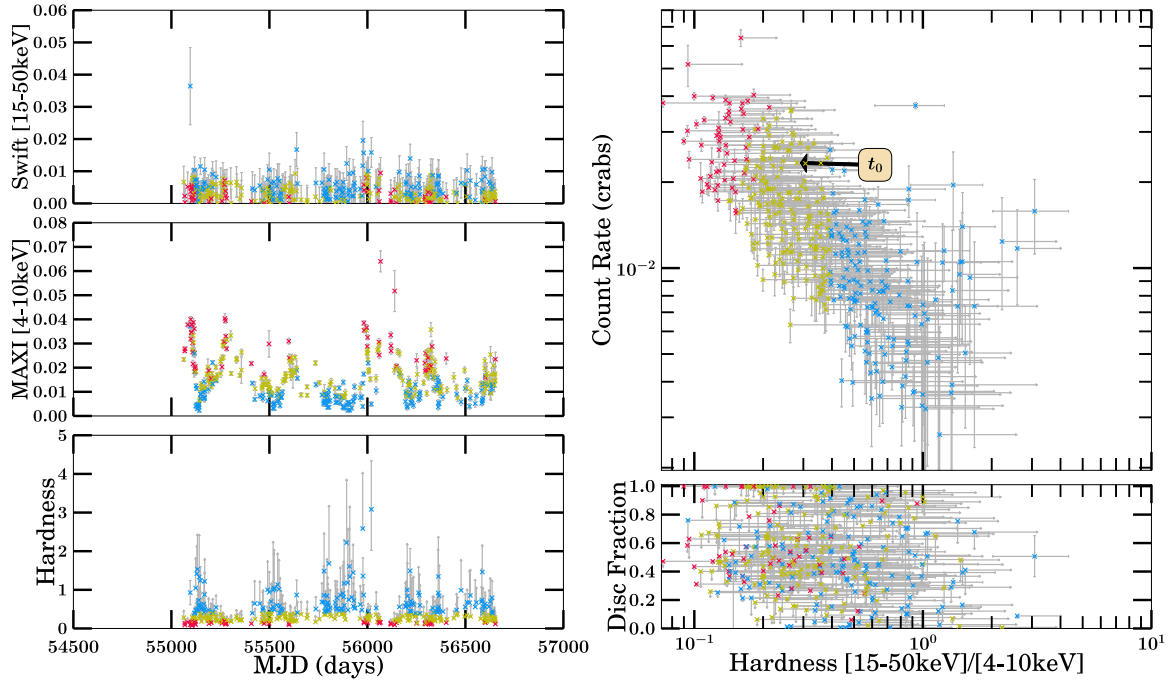 Swift [15-50keV]
0.06
0.05
0.04
0.03
0.02
0.01
0.00
MAXI [4-10keV]
0.08
0.07
0.06
0.05
0.04
0.03
0.02
0.01
0.00
Hardness
5
4
3
2
1
0
54500 55000 55500 56000 56500 57000
MJD (days)
Count Rate (crabs)
10⁻²
t₀
Disc Fraction
1.0
0.8
0.6
0.4
0.2
0.0
10⁻¹ 10⁰ 10¹
Hardness [15-50keV]/[4-10keV]